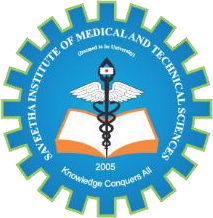 SAVEETHA INSTITUTE OF MEDICAL AND TECHNICAL SCIENCES
(Deemed to be University)
2005
Knowledge Conquers All